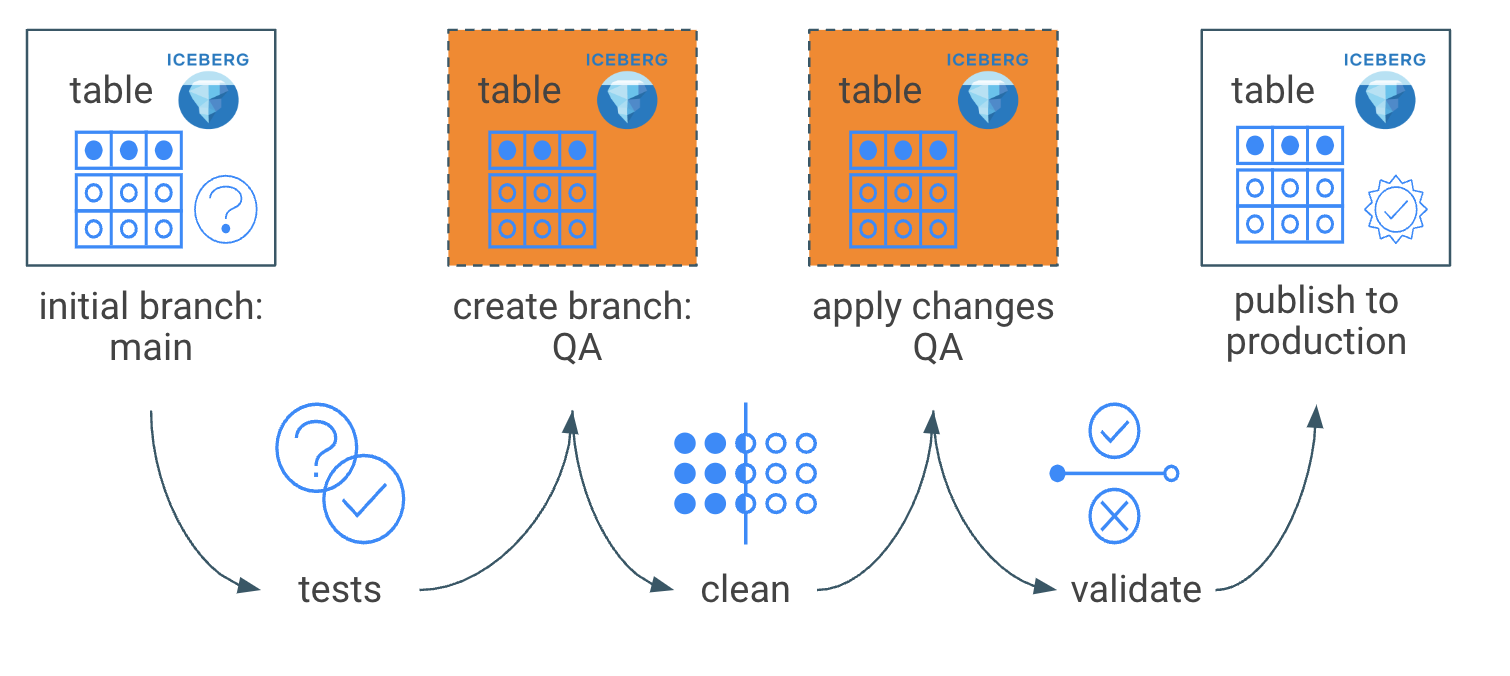 ICEBERG
table
initial branch:
main
ICEBERG
table
create branch:
QA
ICEBERG
table
apply changes
QA
ICEBERG
table
publish to
production
tests
clean
validate